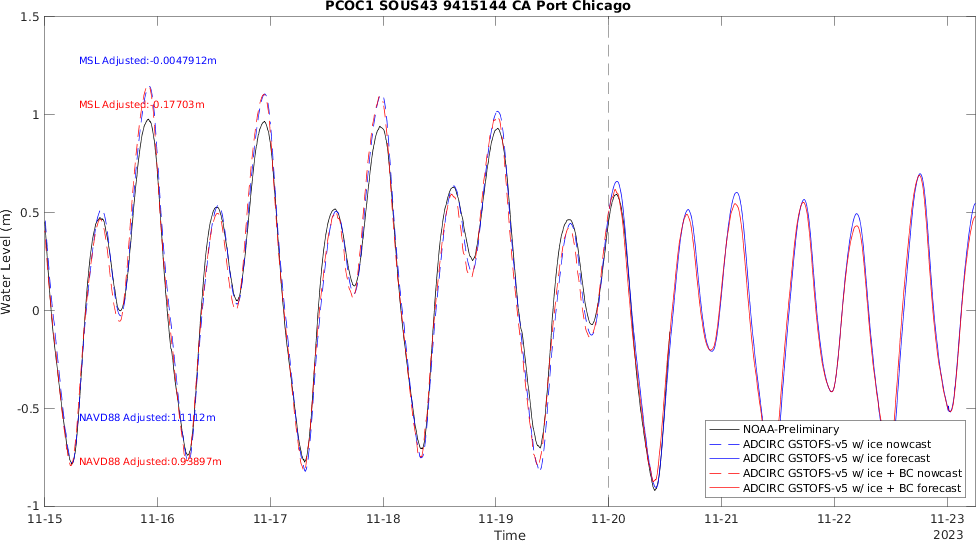 PCOC1 SOUS43 9415144 CA Port Chicago
1.5
1
0.5
0
-0.5
-1
Water Level (m)
MSL Adjusted:-0.0047912m
MSL Adjusted:-0.17703m
NAVD88 Adjusted:1.1112m
NAVD88 Adjusted:0.93897m
NOAA-Preliminary
ADCIRC GSTOFS-v5 w/ ice nowcast
ADCIRC GSTOFS-v5 w/ ice forecast
ADCIRC GSTOFS-v5 w/ ice + BC nowcast
ADCIRC GSTOFS-v5 w/ ice + BC forecast
11-15 11-16 11-17 11-18 11-19 11-20 11-21 11-22 11-23
2023
Time